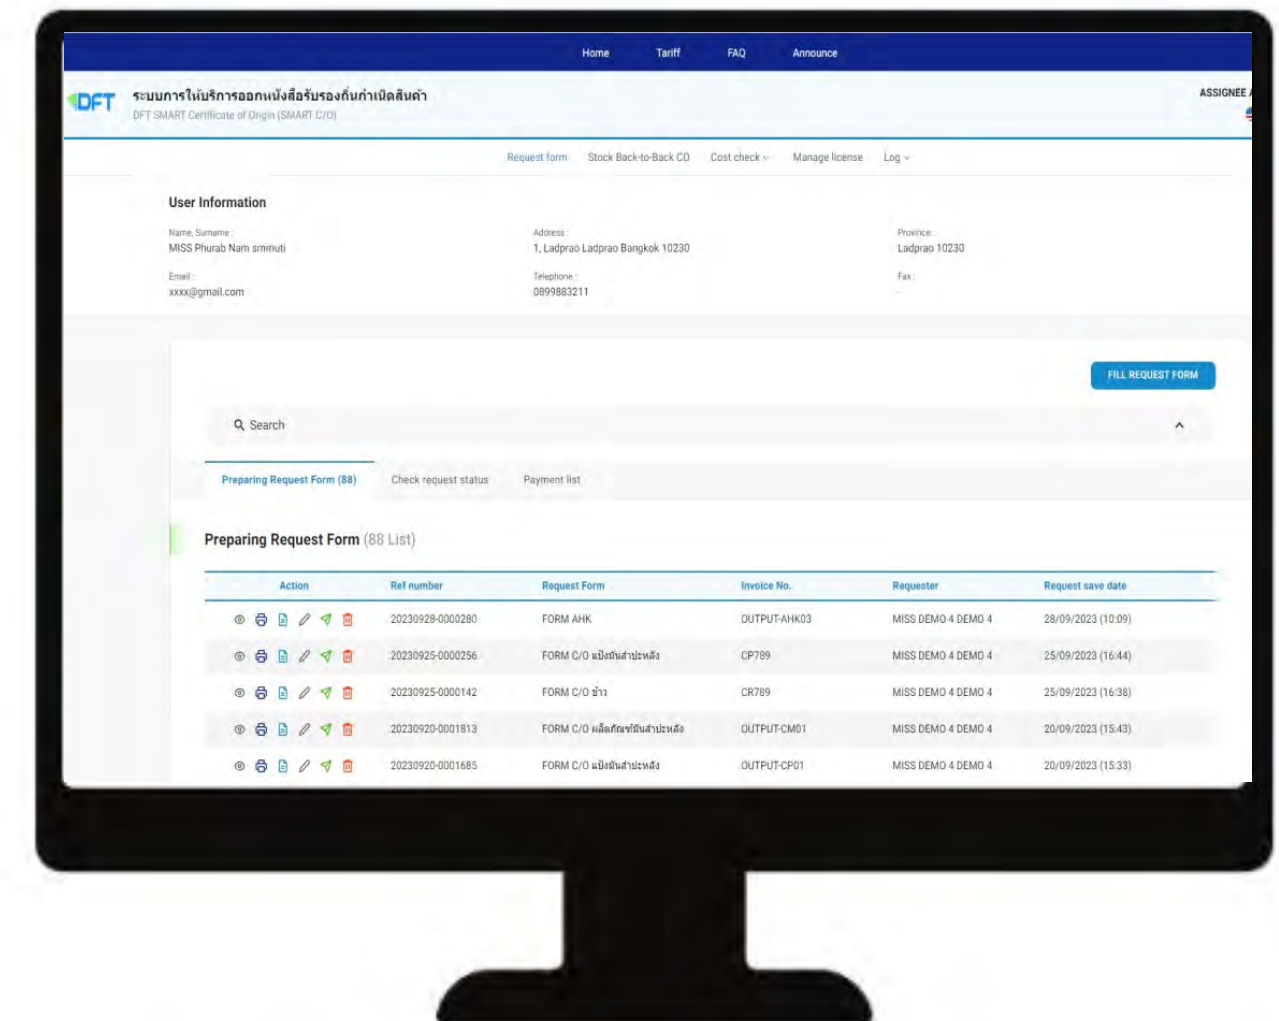 Home Tariff FAQ Announce
DFT ระบบการให้บริการออกหนังสือรับรองถิ่นกำเนิดสินค้า ASSIGNEE
DFT SMART Certificate of Origin (SMART C/O)
Request form Stock Back-to-Back CO Cost check Manage license Log
User Information
Name, Surname : Address : Province :
MISS Phurab Nam smmuti 1, Ladprao Ladprao Bangkok 10230 Ladprao 10230
Email : Telephone : Fax :
xxxx@gmail.com 0899883211 -
FILL REQUEST FORM
Search
Preparing Request Form (88) Check request status Payment list
Preparing Request Form (88 List)
Action Ref number Request Form Invoice No. Requester Request save date
20230928-0000280 FORM AHK OUTPUT-AHK03 MISS DEMO 4 DEMO 4 28/09/2023 (10:09)
20230925-0000256 FORM C/O แป้งมันสำปะหลัง CP789 MISS DEMO 4 DEMO 4 25/09/2023 (16:44)
20230925-0000142 FORM C/O ข้าว CR789 MISS DEMO 4 DEMO 4 25/09/2023 (16:38)
20230920-0001813 FORM C/O ผลิตภัณฑ์มันสำปะหลัง OUTPUT-CM01 MISS DEMO 4 DEMO 4 20/09/2023 (15:43)
20230920-0001685 FORM C/O แป้งมันสำปะหลัง OUTPUT-CP01 MISS DEMO 4 DEMO 4 20/09/2023 (15:33)